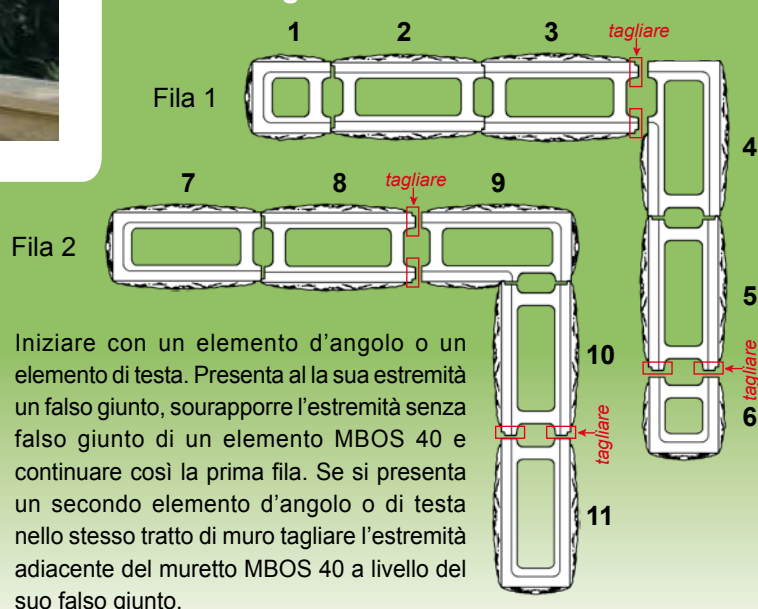 1 2 3 tagliare
Fila 1
4
7 8 tagliare 9
Fila 2
5
10
tagliare
6
tagliare
11
Iniziare con un elemento d’angolo o un
elemento di testa. Presenta al la sua estremità
un falso giunto, sourapporre l’estremità senza
falso giunto di un elemento MBOS 40 e
continuare così la prima fila. Se si presenta
un secondo elemento d’angolo o di testa
nello stesso tratto di muro tagliare l’estremità
adiacente del muretto MBOS 40 a livello del
suo falso giunto.